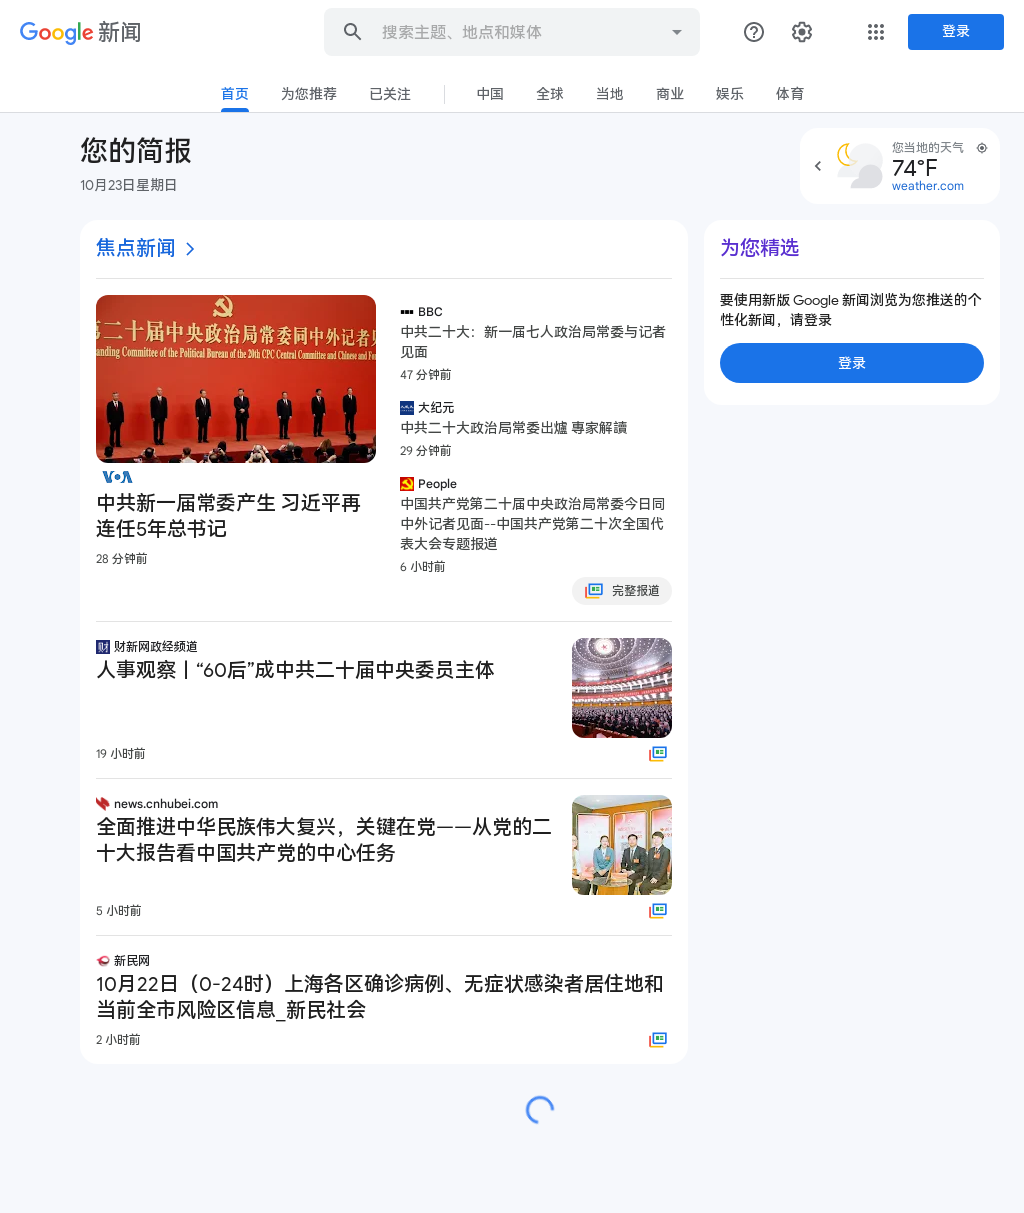 Google 新闻
搜索主题、地点和媒体
登录
首页
为您推荐
已关注
中国
全球
当地
商业
娱乐
体育
您的简报
10月23日星期日
您当地的天气
74°F
weather.com
焦点新闻
第二十届中央政治局常委同中外记者见
tanding Committee of the Political Bureau of the 20th CPC Central Committee and Chinese and For
VOA
中共新一届常委产生 习近平再
连任5年总书记
28 分钟前
BBC
中共二十大：新一届七人政治局常委与记者
见面
47 分钟前
大纪元
中共二十大政治局常委出爐 專家解讀
29 分钟前
People
中国共产党第二十届中央政治局常委今日同
中外记者见面--中国共产党第二十次全国代
表大会专题报道
6 小时前
完整报道
财 财新网政经频道
人事观察｜“60后”成中共二十届中央委员主体
19 小时前
news.cnhubei.com
全面推进中华民族伟大复兴，关键在党——从党的二
十大报告看中国共产党的中心任务
5 小时前
新民网
10月22日（0-24时）上海各区确诊病例、无症状感染者居住地和
当前全市风险区信息_新民社会
2 小时前
为您精选
要使用新版 Google 新闻浏览为您推送的个
性化新闻，请登录
登录